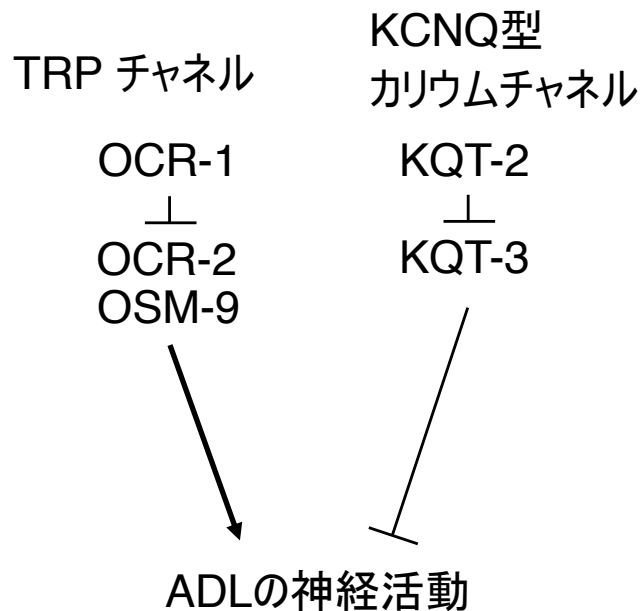 TRP チャネル
OCR-1
OCR-2
OSM-9
KCNQ型
カリウムチャネル
KQT-2
KQT-3
ADLの神経活動